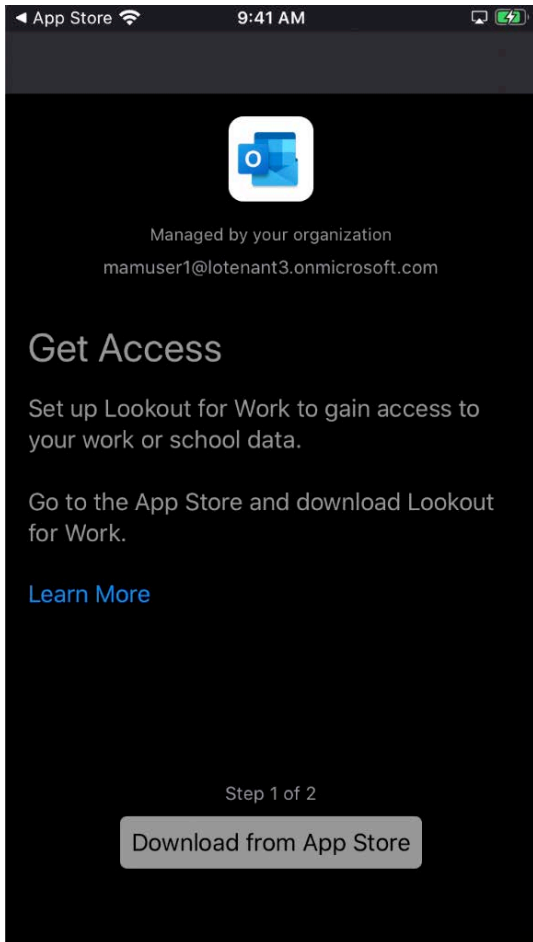 App Store
9:41 AM
O
Managed by your organization
mamuser1@lotenant3.onmicrosoft.com
Get Access
Set up Lookout for Work to gain access to
your work or school data.
Go to the App Store and download Lookout
for Work.
Learn More
Step 1 of 2
Download from App Store